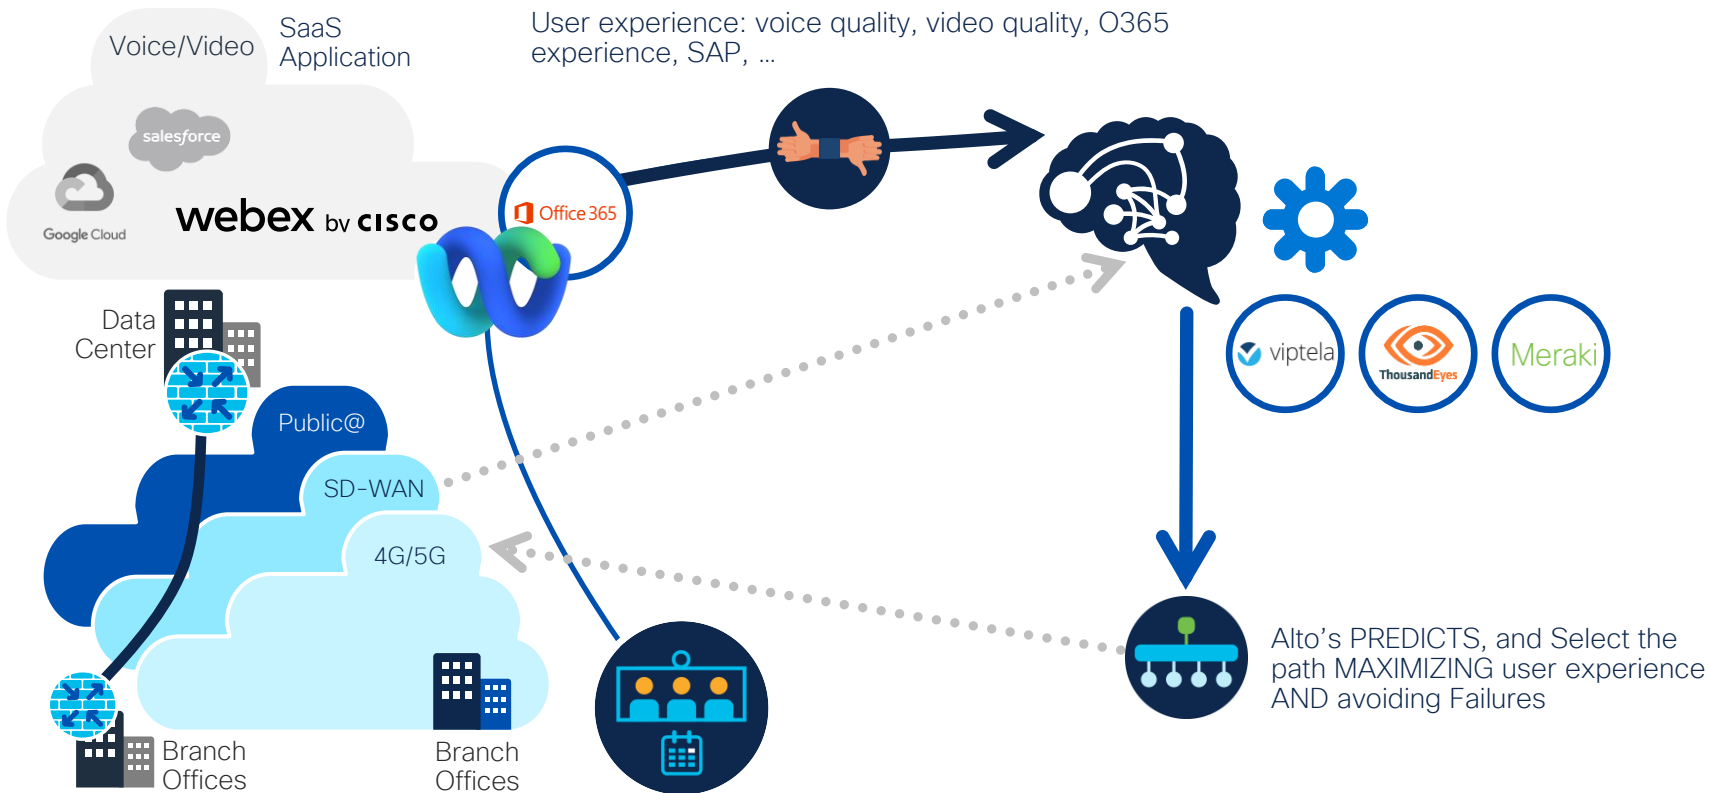 Voice/Video
SaaS
Application
User experience: voice quality, video quality, O365
experience, SAP, ...
salesforce
Google Cloud
webex by CISCO
Office 365
Data
Center
Public@
SD-WAN
4G/5G
viptela
ThousandEyes
Meraki
Alto's PREDICTS, and Select the
path MAXIMIZING user experience
AND avoiding Failures
Branch
Offices
Branch
Offices